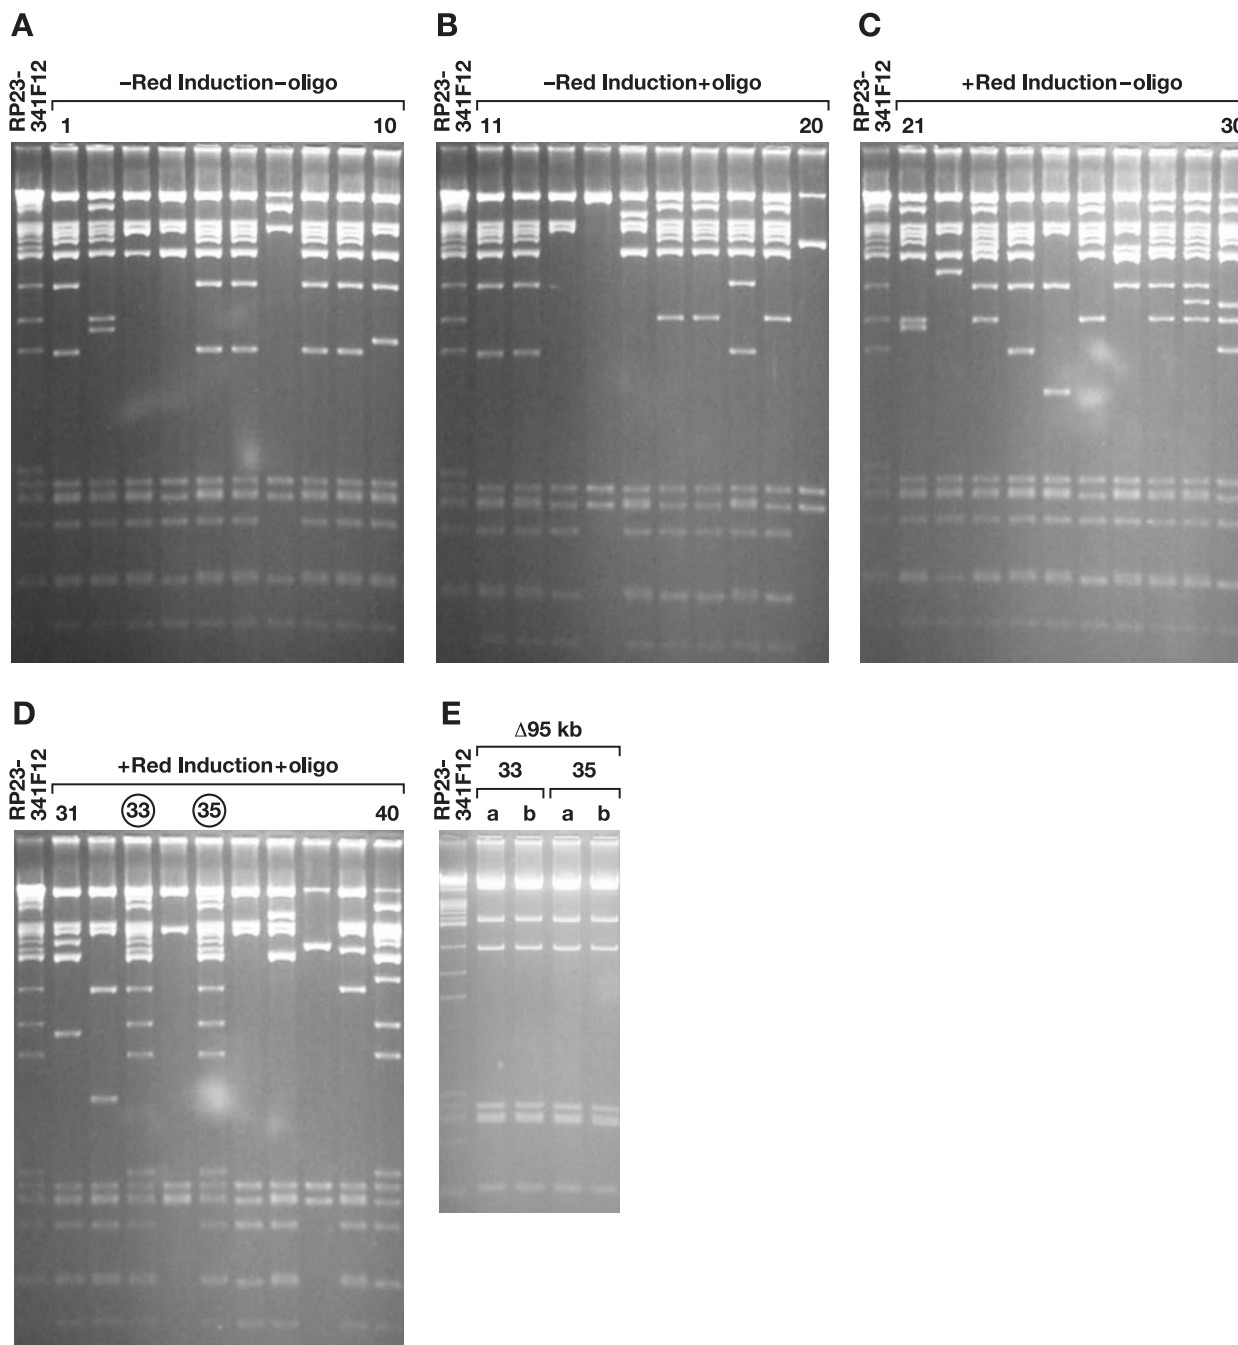 A
RP23-
341F12
–Red Induction–oligo
1
10
B
RP23-
341F12
–Red Induction+oligo
11
20
C
RP23-
341F12
+Red Induction–oligo
21
30
D
RP23-
341F12
+Red Induction+oligo
31
33
35
40
E
RP23-
341F12
Δ95 kb
33
35
a
b
a
b